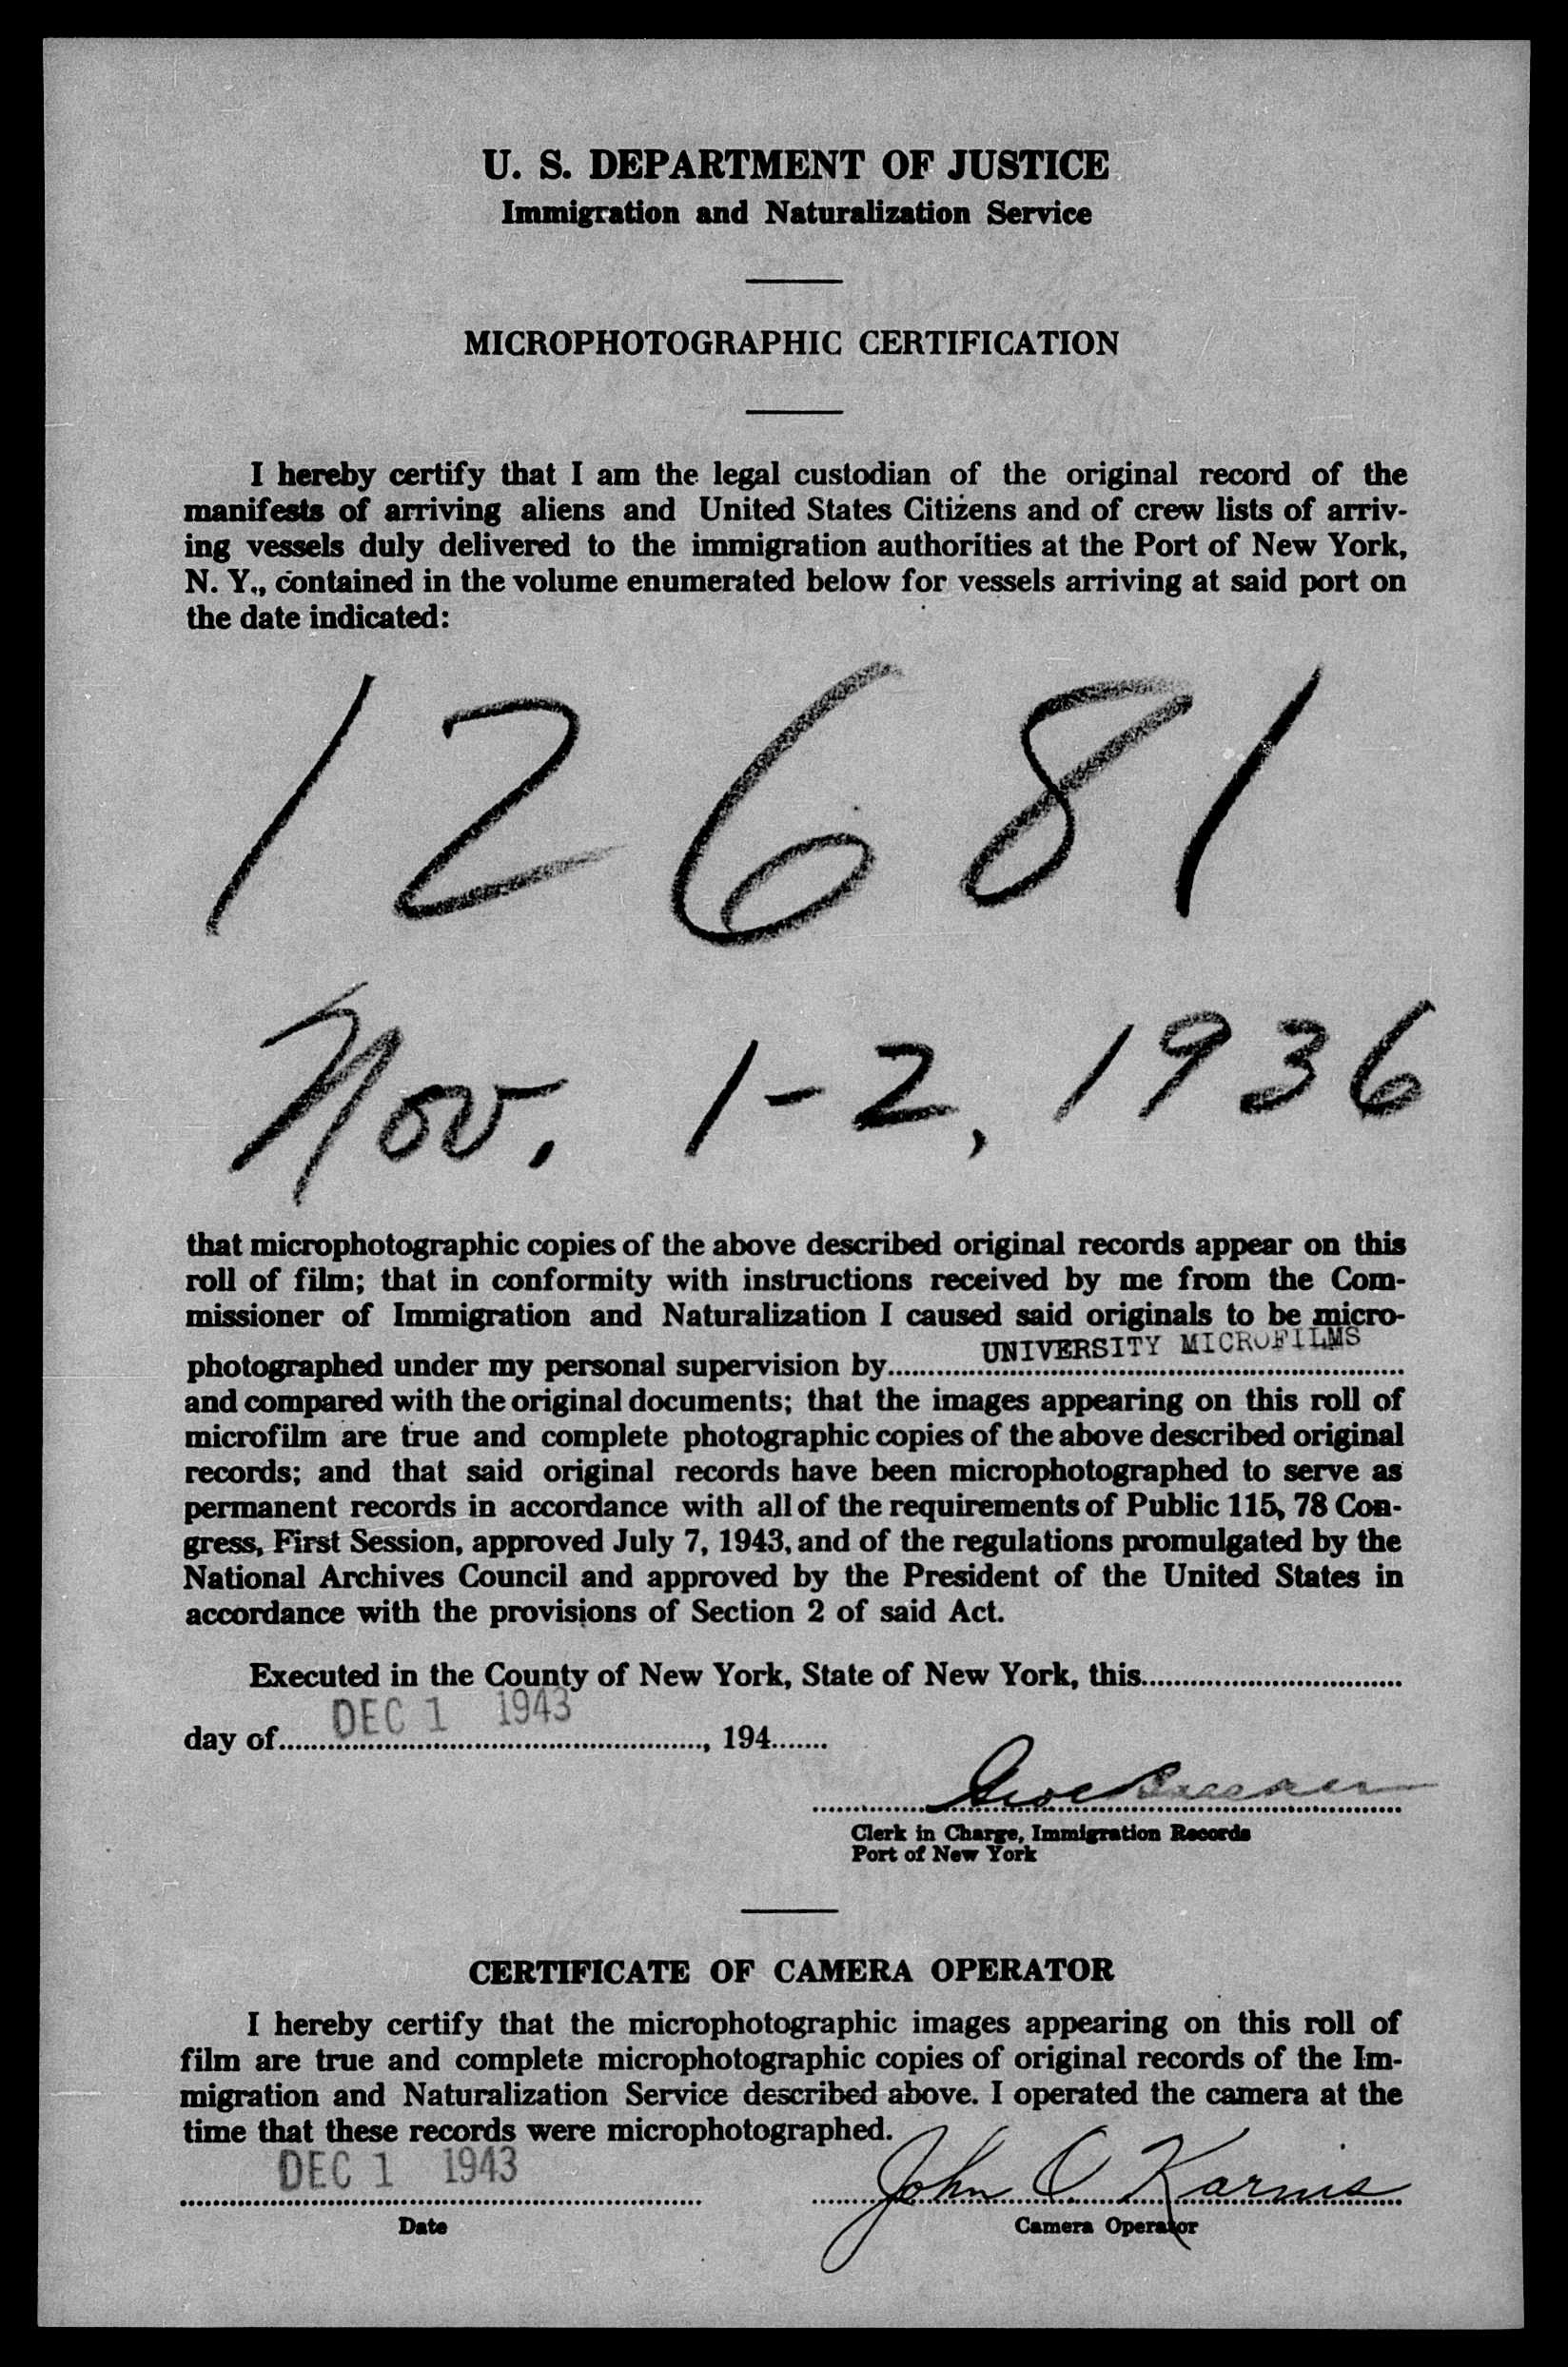 U. S. DEPARTMENT OF JUSTICE
Immigration and Naturalization Service
MICROPHOTOGRAPHIC CERTIFICATION
I hereby certify that I am the legal custodian of the original record of the
manifests of arriving aliens and United States Citizens and of crew lists of arriv-
ing vessels duly delivered to the immigration authorities at the Port of New York,
N. Y., contained in the volume enumerated below for vessels arriving at said port on
the date indicated:
12681
Nov. 1-2, 1936
that microphotographic copies of the above described original records appear on this
roll of film; that in conformity with instructions received by me from the Com-
missioner of Immigration and Naturalization I caused said originals to be micro-
photographed under my personal supervision by UNIVERSITY MICROFILMS
and compared with the original documents; that the images appearing on this roll of
microfilm are true and complete photographic copies of the above described original
records; and that said original records have been microphotographed to serve as
permanent records in accordance with all of the requirements of Public 115, 78 Con-
gress, First Session, approved July 7, 1943, and of the regulations promulgated by the
National Archives Council and approved by the President of the United States in
accordance with the provisions of Section 2 of said Act.
Executed in the County of New York, State of New York, this
day of DEC 1 1943, 194
Clerk in Charge, Immigration Records
Port of New York
CERTIFICATE OF CAMERA OPERATOR
I hereby certify that the microphotographic images appearing on this roll of
film are true and complete microphotographic copies of original records of the Im-
migration and Naturalization Service described above. I operated the camera at the
time that these records were microphotographed.
DEC 1 1943 John O Karnis
Date Camera Operator